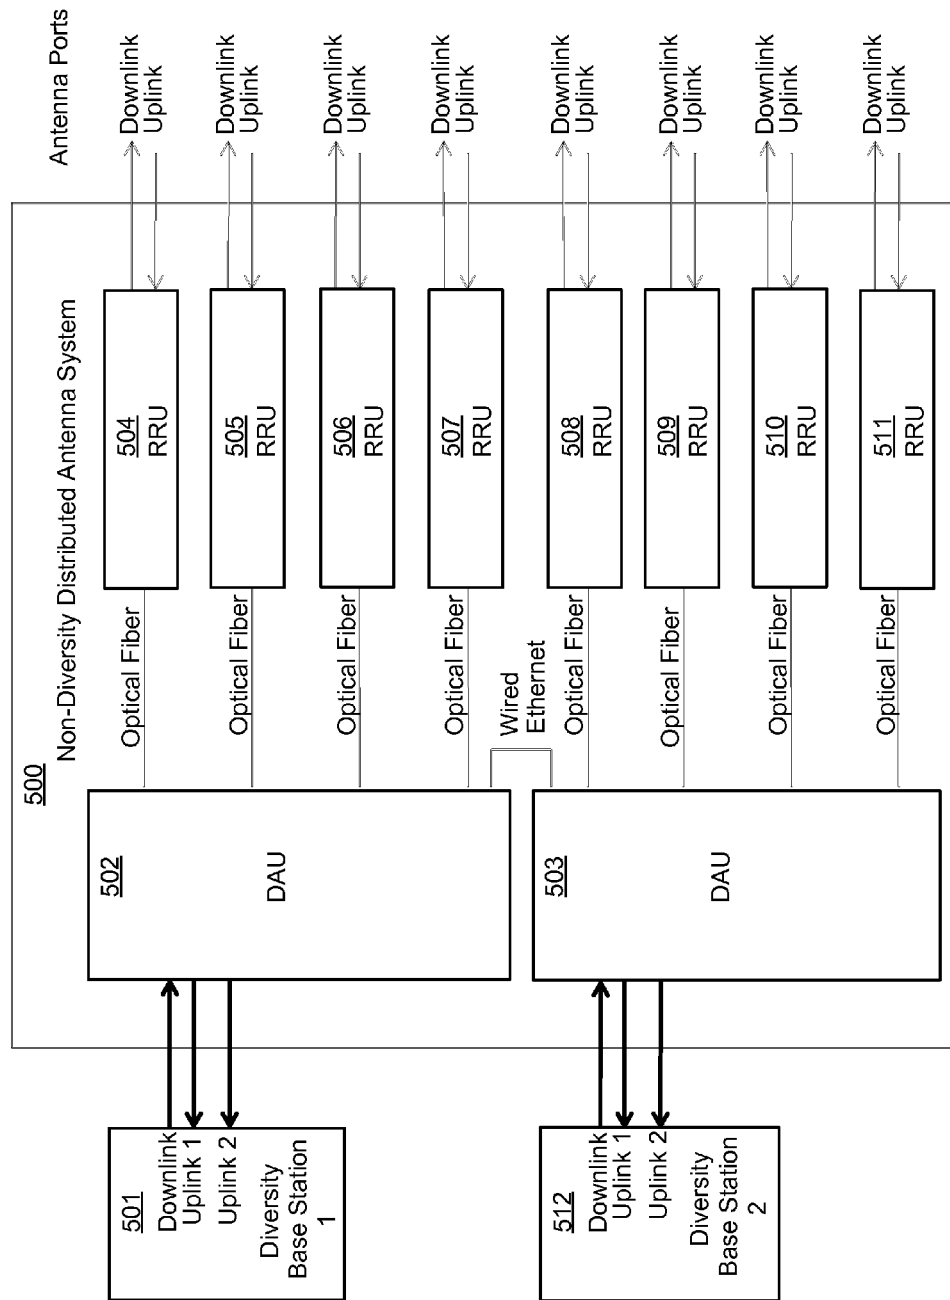 500
Non-Diversity Distributed Antenna System
Antenna Ports
501
Downlink
Uplink 1
Uplink 2
Diversity
Base Station
1
502
DAU
Optical Fiber
504
RRU
Downlink
Uplink
Optical Fiber
505
RRU
Downlink
Uplink
Optical Fiber
506
RRU
Downlink
Uplink
Optical Fiber
507
RRU
Downlink
Uplink
Wired
Ethernet
512
Downlink
Uplink 1
Uplink 2
Diversity
Base Station
2
503
DAU
Optical Fiber
508
RRU
Downlink
Uplink
Optical Fiber
509
RRU
Downlink
Uplink
Optical Fiber
510
RRU
Downlink
Uplink
Optical Fiber
511
RRU
Downlink
Uplink